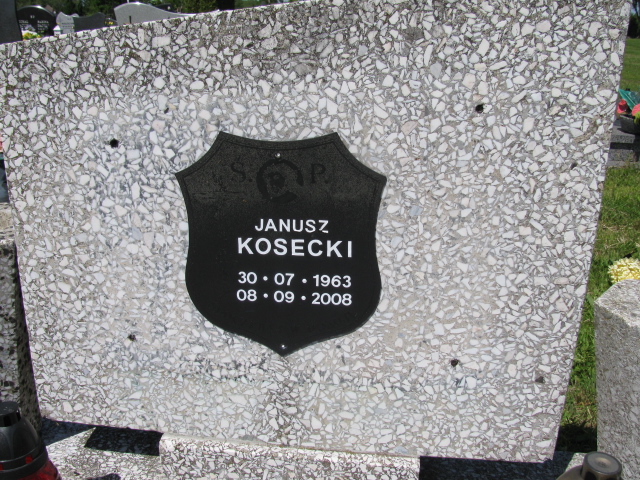 Ś. P.
JANUSZ
KOSECKI
30 • 07 • 1963
08 • 09 • 2008